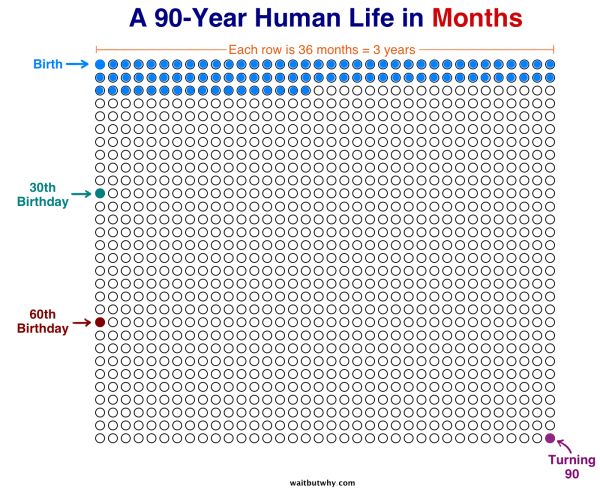 A 90-Year Human Life in Months
Each row is 36 months = 3 years
Birth
30th
Birthday
60th
Birthday
Turning
90
waitbutwhy.com